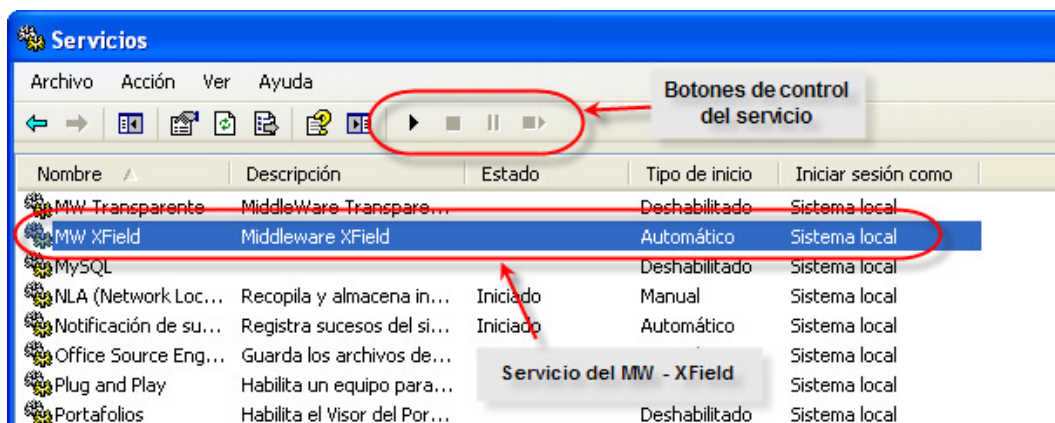 Servicios
Archivo Acción Ver Ayuda
Botones de control
del servicio
Nombre Descripción Estado Tipo de inicio Iniciar sesión como
MW Transparente MiddleWare Transpare... Deshabilitado Sistema local
MW XField Middleware XField Automático Sistema local
MySQL Deshabilitado Sistema local
NLA (Network Loc... Recopila y almacena in... Iniciado Manual Sistema local
Notificación de su... Registra sucesos del si... Iniciado Automático Sistema local
Office Source Eng... Guarda los archivos de... Sistema local
Servicio del MW - XField
Plug and Play Habilita un equipo para... Sistema local
Portafolios Habilita el Visor del Por... Deshabilitado Sistema local